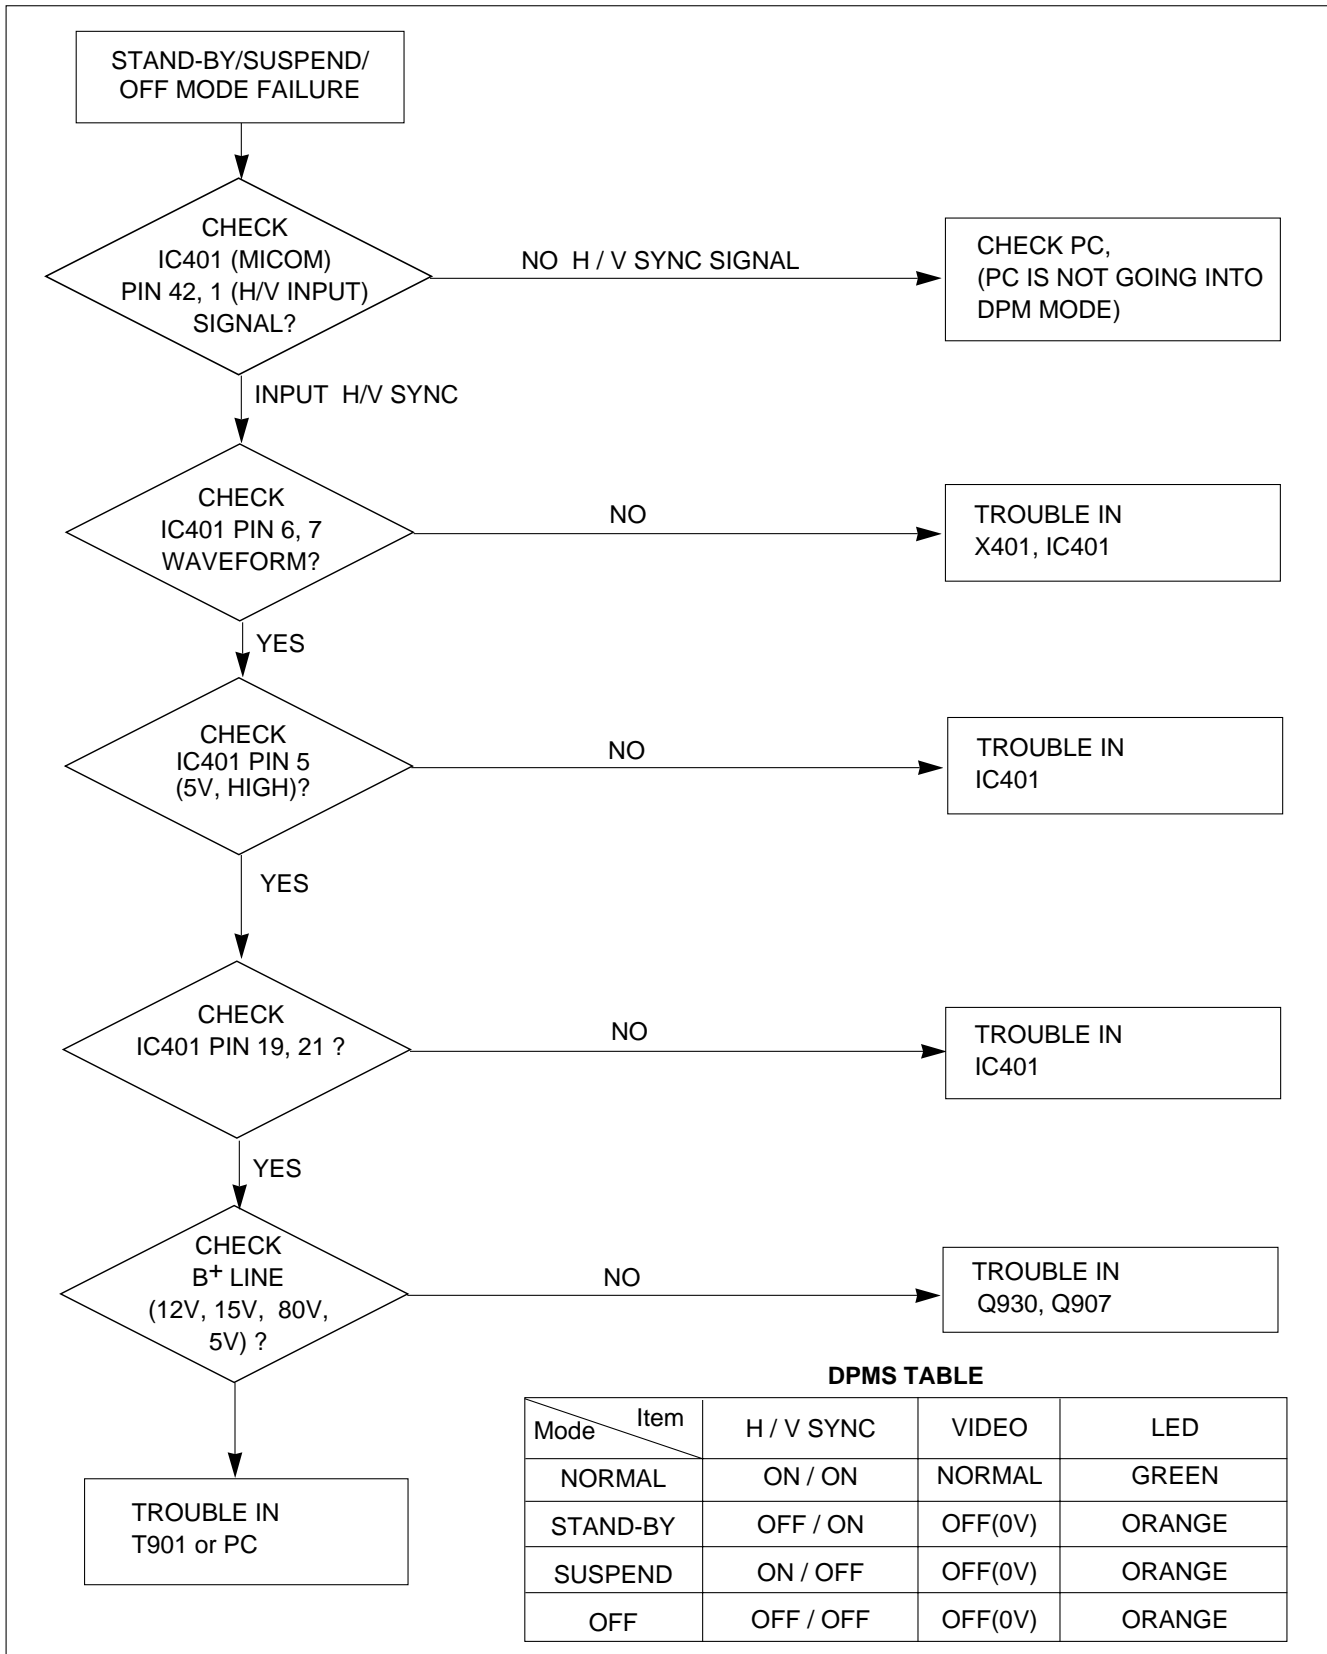 STAND-BY/SUSPEND/
OFF MODE FAILURE
CHECK
IC401 (MICOM)
PIN 42, 1 (H/V INPUT)
SIGNAL?
NO H / V SYNC SIGNAL
CHECK PC,
(PC IS NOT GOING INTO
DPM MODE)
INPUT H/V SYNC
CHECK
IC401 PIN 6, 7
WAVEFORM?
NO
TROUBLE IN
X401, IC401
YES
CHECK
IC401 PIN 5
(5V, HIGH)?
NO
TROUBLE IN
IC401
YES
CHECK
IC401 PIN 19, 21 ?
NO
TROUBLE IN
IC401
YES
CHECK
B+ LINE
(12V, 15V, 80V,
5V) ?
NO
TROUBLE IN
Q930, Q907
TROUBLE IN
T901 or PC
DPMS TABLE
Mode Item H / V SYNC VIDEO LED
NORMAL ON / ON NORMAL GREEN
STAND-BY OFF / ON OFF(0V) ORANGE
SUSPEND ON / OFF OFF(0V) ORANGE
OFF OFF / OFF OFF(0V) ORANGE